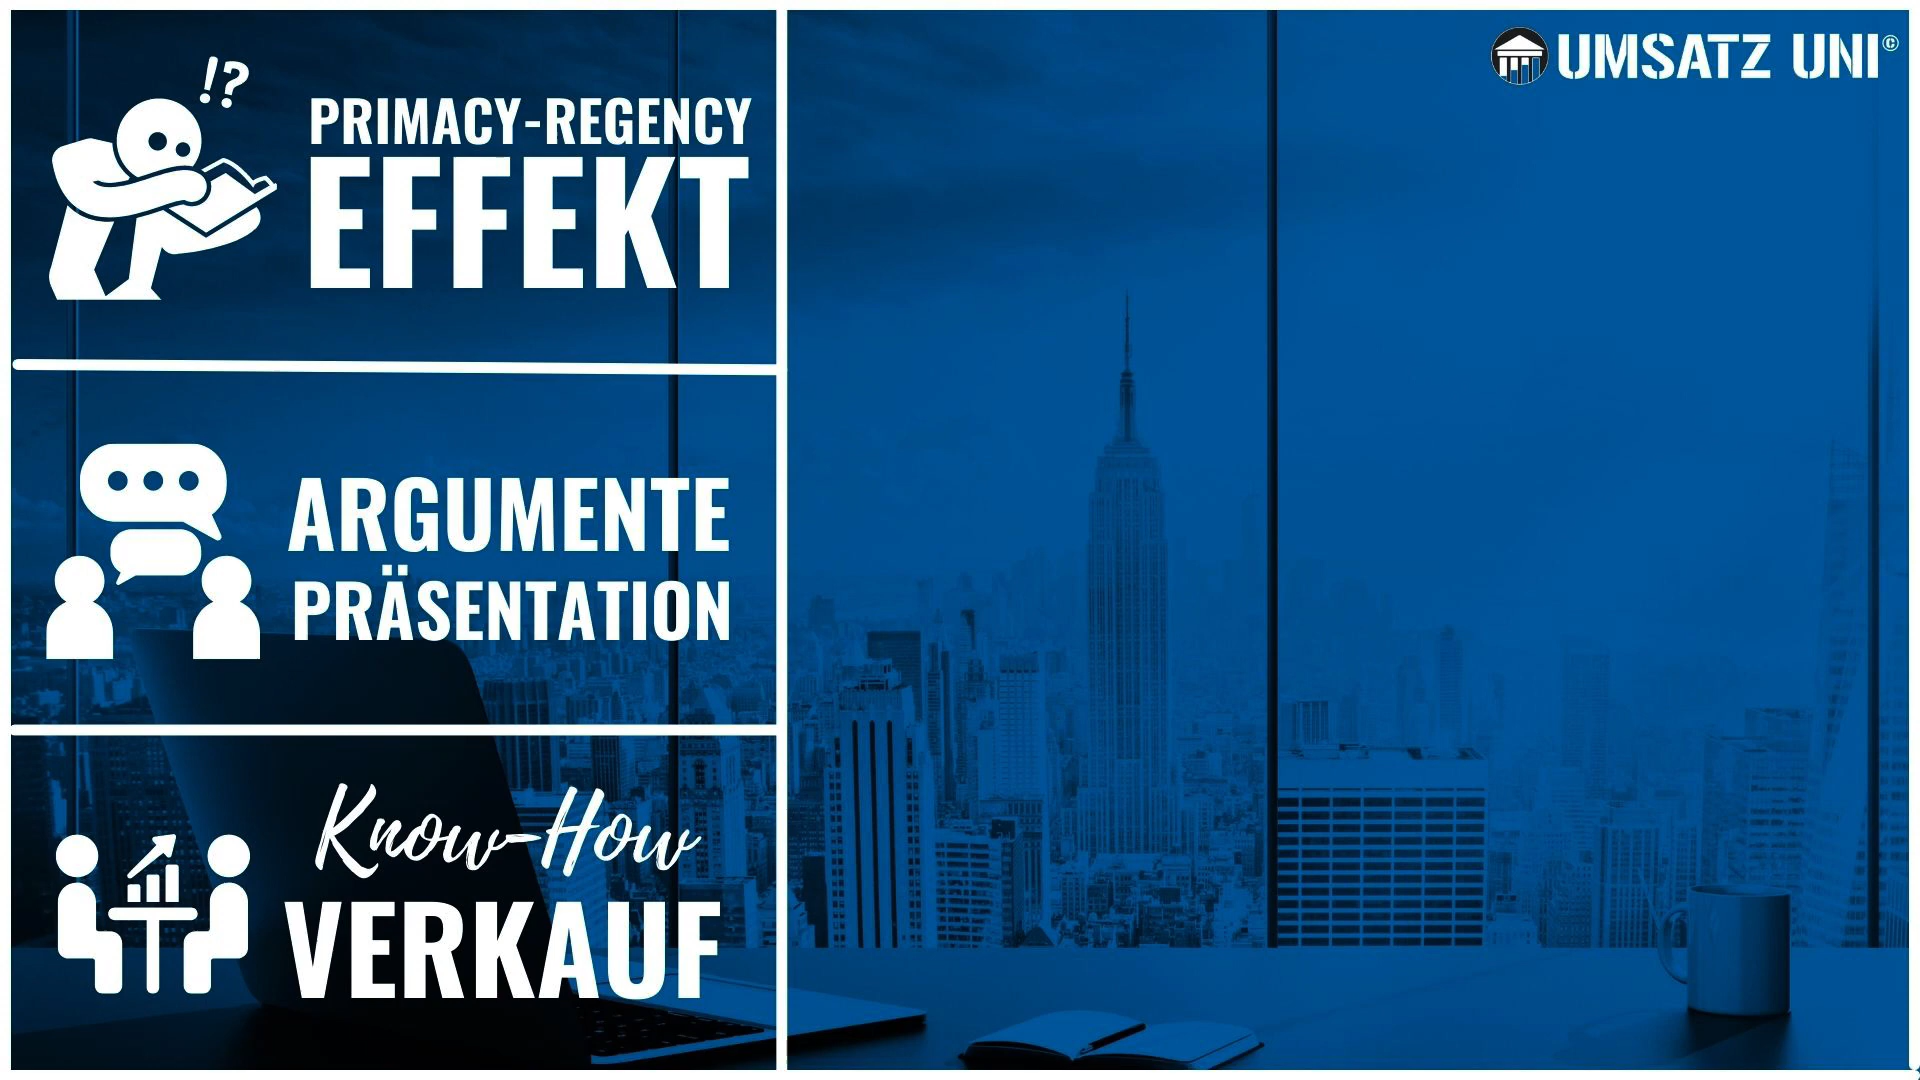 !?
PRIMACY-REGENCY
EFFEKT
ARGUMENTE
PRÄSENTATION
Know-How
VERKAUF
UMSATZ UNI©